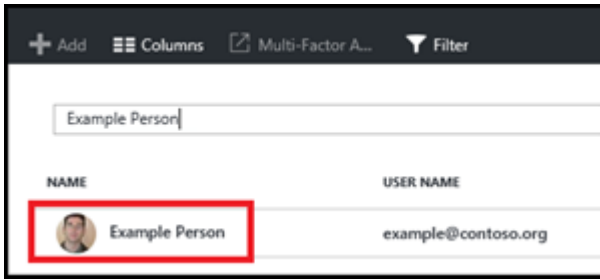 Add Columns Multi-Factor A... Filter
Example Person
NAME USER NAME
Example Person example@contoso.org